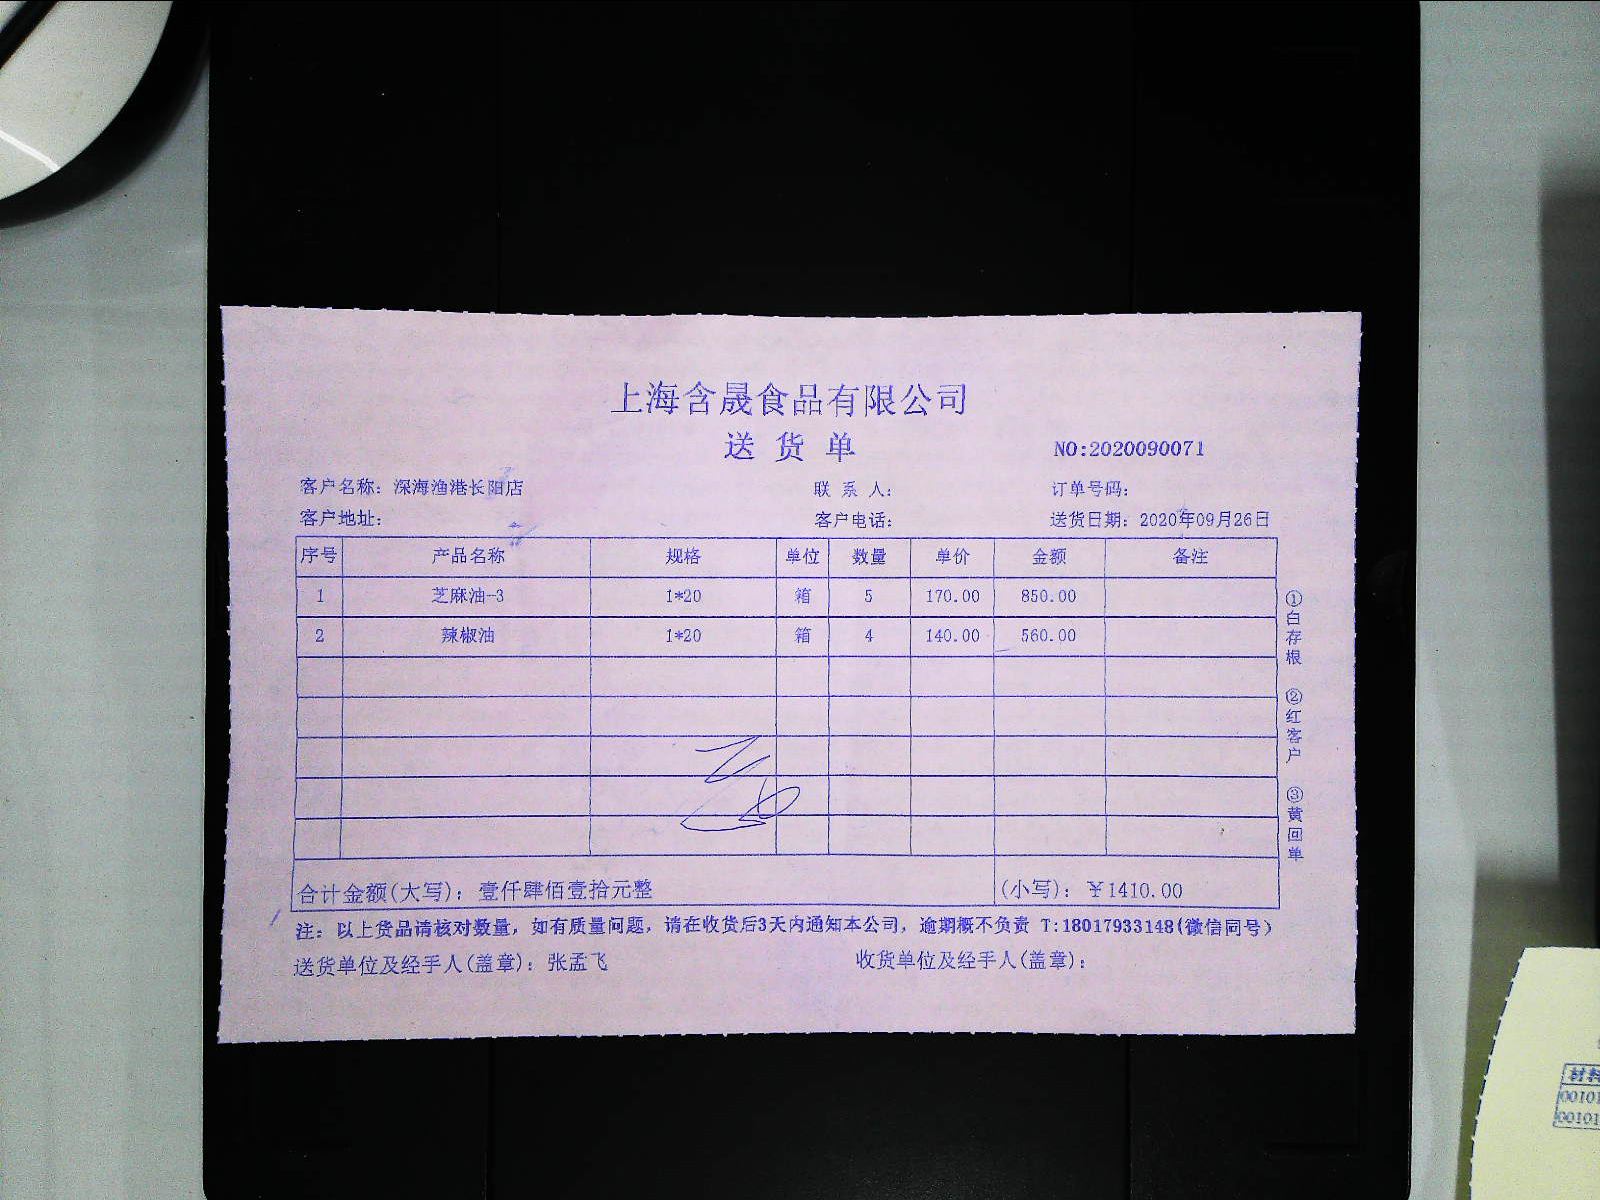 上海含晟食品有限公司
送 货 单
NO:2020090071
客户名称：深海渔港长阳店 联 系 人： 订单号码：
客户地址： 客户电话： 送货日期：2020年09月26日
序号 产品名称 规格 单位 数量 单价 金额 备注
1 芝麻油-3 1*20 箱 5 170.00 850.00
2 辣椒油 1*20 箱 4 140.00 560.00
合计金额(大写)：壹仟肆佰壹拾元整 (小写)：￥1410.00
注：以上货品请核对数量，如有质量问题，请在收货后3天内通知本公司，逾期概不负责 T:18017933148(微信同号)
送货单位及经手人(盖章)：张孟飞 收货单位及经手人(盖章)：
①白存根 ②红客户 ③黄回单
材料
00101
00101